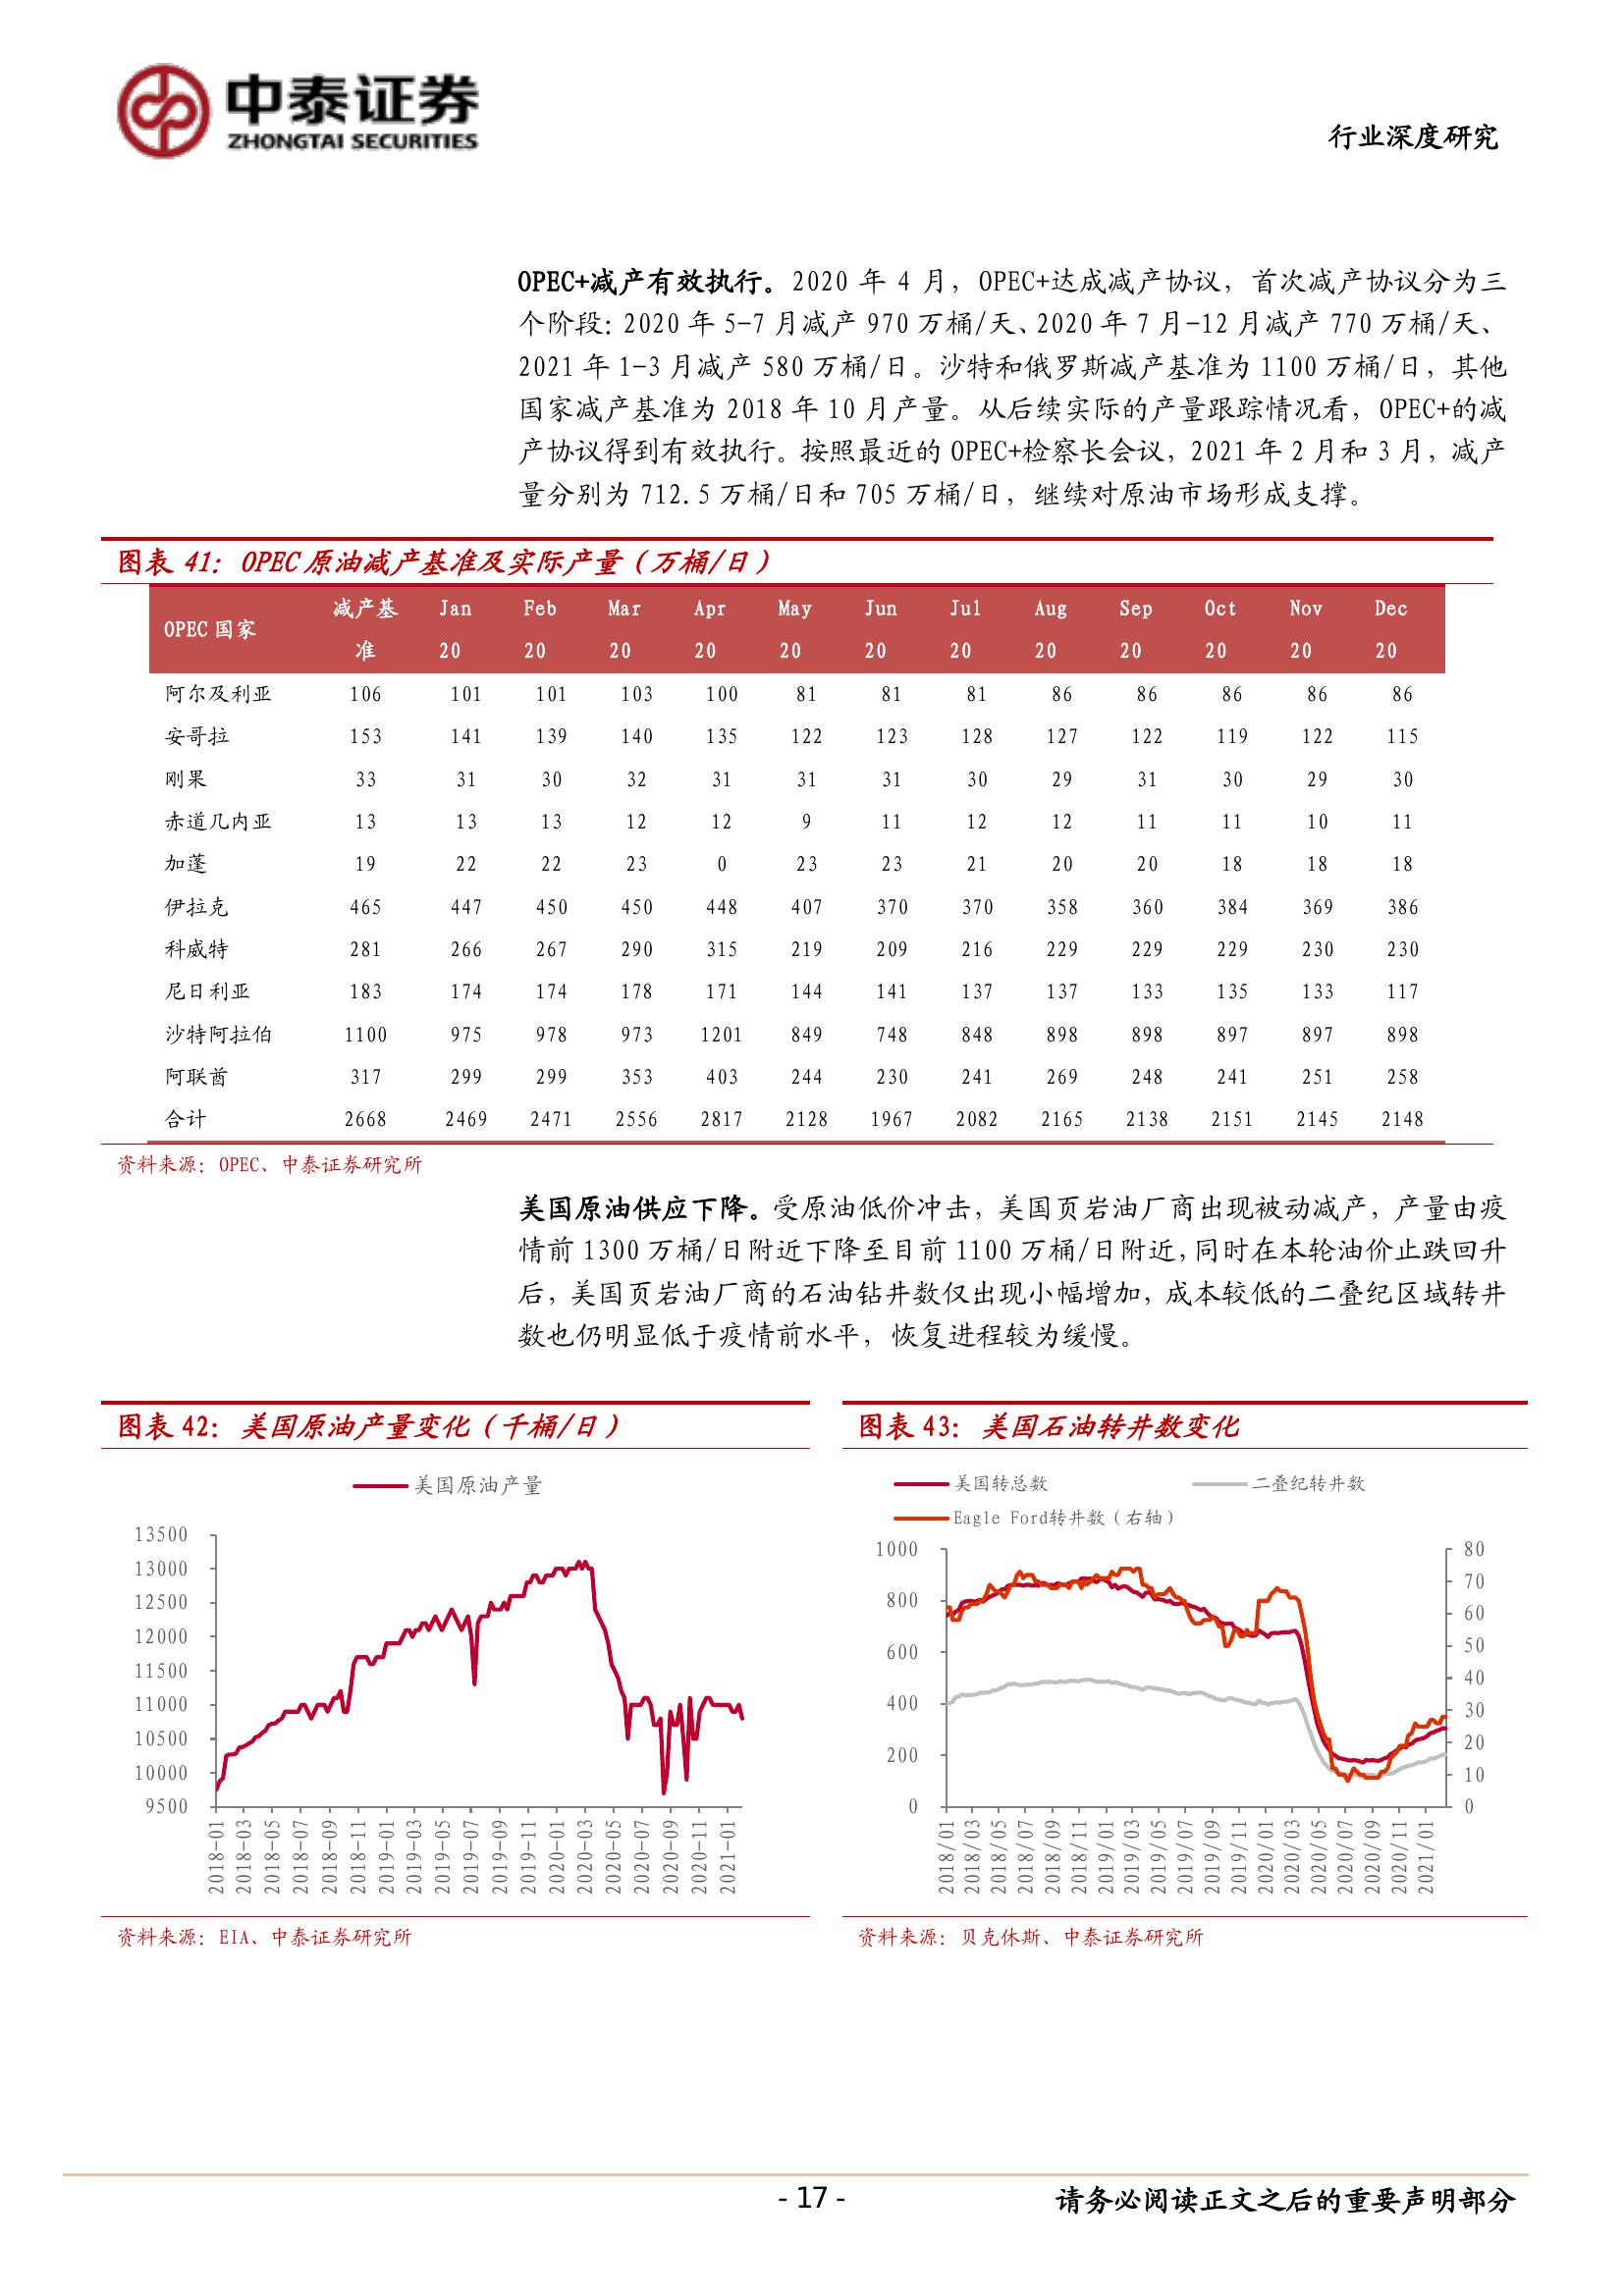 中泰证券
ZHONGTAI SECURITIES
行业深度研究
OPEC+减产有效执行。2020 年 4 月，OPEC+达成减产协议，首次减产协议分为三
个阶段：2020 年 5-7 月减产 970 万桶/天、2020 年 7 月-12 月减产 770 万桶/天、
2021 年 1-3 月减产 580 万桶/日。沙特和俄罗斯减产基准为 1100 万桶/日，其他
国家减产基准为 2018 年 10 月产量。从后续实际的产量跟踪情况看，OPEC+的减
产协议得到有效执行。按照最近的 OPEC+检察长会议，2021 年 2 月和 3 月，减产
量分别为 712.5 万桶/日和 705 万桶/日，继续对原油市场形成支撑。
图表 41：OPEC 原油减产基准及实际产量（万桶/日）
OPEC 国家 减产基准 Jan 20 Feb 20 Mar 20 Apr 20 May 20 Jun 20 Jul 20 Aug 20 Sep 20 Oct 20 Nov 20 Dec 20
阿尔及利亚 106 101 101 103 100 81 81 81 86 86 86 86 86
安哥拉 153 141 139 140 135 122 123 128 127 122 119 122 115
刚果 33 31 30 32 31 31 31 30 29 31 30 29 30
赤道几内亚 13 13 13 12 12 9 11 12 12 11 11 10 11
加蓬 19 22 22 23 0 23 23 21 20 20 18 18 18
伊拉克 465 447 450 450 448 407 370 370 358 360 384 369 386
科威特 281 266 267 290 315 219 209 216 229 229 229 230 230
尼日利亚 183 174 174 178 171 144 141 137 137 133 135 133 117
沙特阿拉伯 1100 975 978 973 1201 849 748 848 898 898 897 897 898
阿联酋 317 299 299 353 403 244 230 241 269 248 241 251 258
合计 2668 2469 2471 2556 2817 2128 1967 2082 2165 2138 2151 2145 2148
资料来源：OPEC、中泰证券研究所
美国原油供应下降。受原油低价冲击，美国页岩油厂商出现被动减产，产量由疫
情前 1300 万桶/日附近下降至目前 1100 万桶/日附近，同时在本轮油价止跌回升
后，美国页岩油厂商的石油钻井数仅出现小幅增加，成本较低的二叠纪区域转井
数也仍明显低于疫情前水平，恢复进程较为缓慢。
图表 42：美国原油产量变化（千桶/日）
美国原油产量
13500
13000
12500
12000
11500
11000
10500
10000
9500
2018-01 2018-03 2018-05 2018-07 2018-09 2018-11 2019-01 2019-03 2019-05 2019-07 2019-09 2019-11 2020-01 2020-03 2020-05 2020-07 2020-09 2020-11 2021-01
资料来源：EIA、中泰证券研究所
图表 43：美国石油转井数变化
美国转总数 二叠纪转井数
Eagle Ford转井数（右轴）
1000
800
600
400
200
0
80
70
60
50
40
30
20
10
0
2018/01 2018/03 2018/05 2018/07 2018/09 2018/11 2019/01 2019/03 2019/05 2019/07 2019/09 2019/11 2020/01 2020/03 2020/05 2020/07 2020/09 2020/11 2021/01
资料来源：贝克休斯、中泰证券研究所
- 17 -
请务必阅读正文之后的重要声明部分